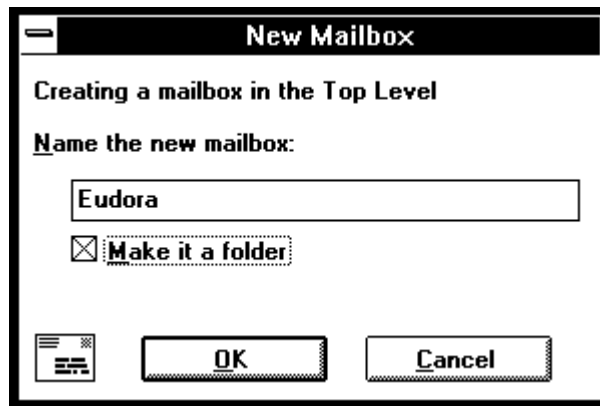 New Mailbox
Creating a mailbox in the Top Level
Name the new mailbox:
Eudora
Make it a folder
OK
Cancel